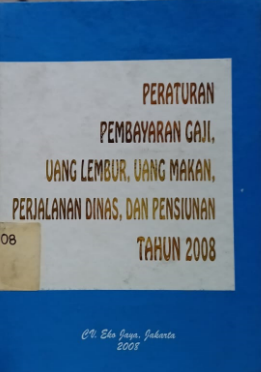 PERATURAN
PEMBAYARAN GAJI,
UANG LEMBUR, UANG MAKAN,
PERJALANAN DINAS, DAN PENSIUNAN
TAHUN 2008
08
CV. Eko Jaya, Jakarta
2008